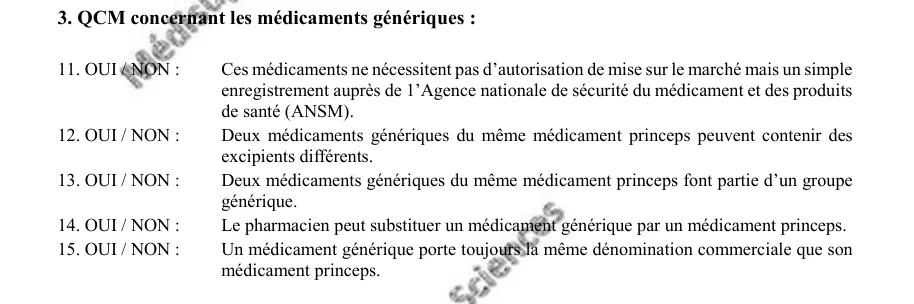 3. QCM concernant les médicaments génériques :
11. OUI / NON : Ces médicaments ne nécessitent pas d’autorisation de mise sur le marché mais un simple
enregistrement auprès de l’Agence nationale de sécurité du médicament et des produits
de santé (ANSM).
12. OUI / NON : Deux médicaments génériques du même médicament princeps peuvent contenir des
excipients différents.
13. OUI / NON : Deux médicaments génériques du même médicament princeps font partie d’un groupe
générique.
14. OUI / NON : Le pharmacien peut substituer un médicament générique par un médicament princeps.
15. OUI / NON : Un médicament générique porte toujours la même dénomination commerciale que son
médicament princeps.
Sciences